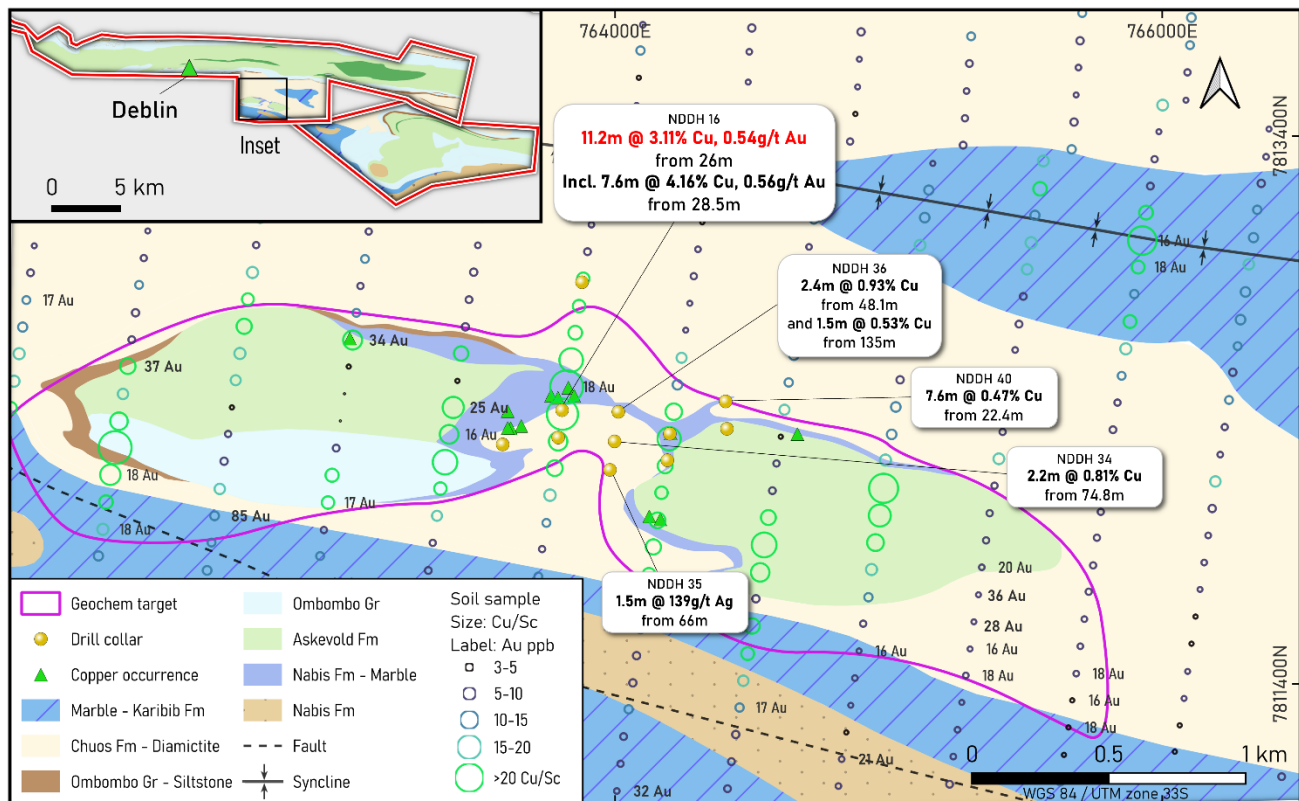 764000E
766000E
7813400N
7811400N
Deblin
Inset
0 5 km
NDDH 16
11.2m @ 3.11% Cu, 0.54g/t Au
from 26m
Incl. 7.6m @ 4.16% Cu, 0.56g/t Au
from 28.5m
NDDH 36
2.4m @ 0.93% Cu
from 48.1m
and 1.5m @ 0.53% Cu
from 135m
NDDH 40
7.6m @ 0.47% Cu
from 22.4m
NDDH 34
2.2m @ 0.81% Cu
from 74.8m
NDDH 35
1.5m @ 139g/t Ag
from 66m
16 Au
18 Au
17 Au
34 Au
37 Au
18 Au
25 Au
16 Au
18 Au
17 Au
85 Au
18 Au
20 Au
36 Au
28 Au
16 Au
16 Au
18 Au
18 Au
16 Au
18 Au
17 Au
21 Au
32 Au
Geochem target
Drill collar
Copper occurrence
Marble - Karibib Fm
Chuos Fm - Diamictite
Ombombo Gr - Siltstone
Ombombo Gr
Askevold Fm
Nabis Fm - Marble
Nabis Fm
Fault
Syncline
Soil sample
Size: Cu/Sc
Label: Au ppb
3-5
5-10
10-15
15-20
>20 Cu/Sc
0 0.5 1 km
WGS 84 / UTM zone 33S